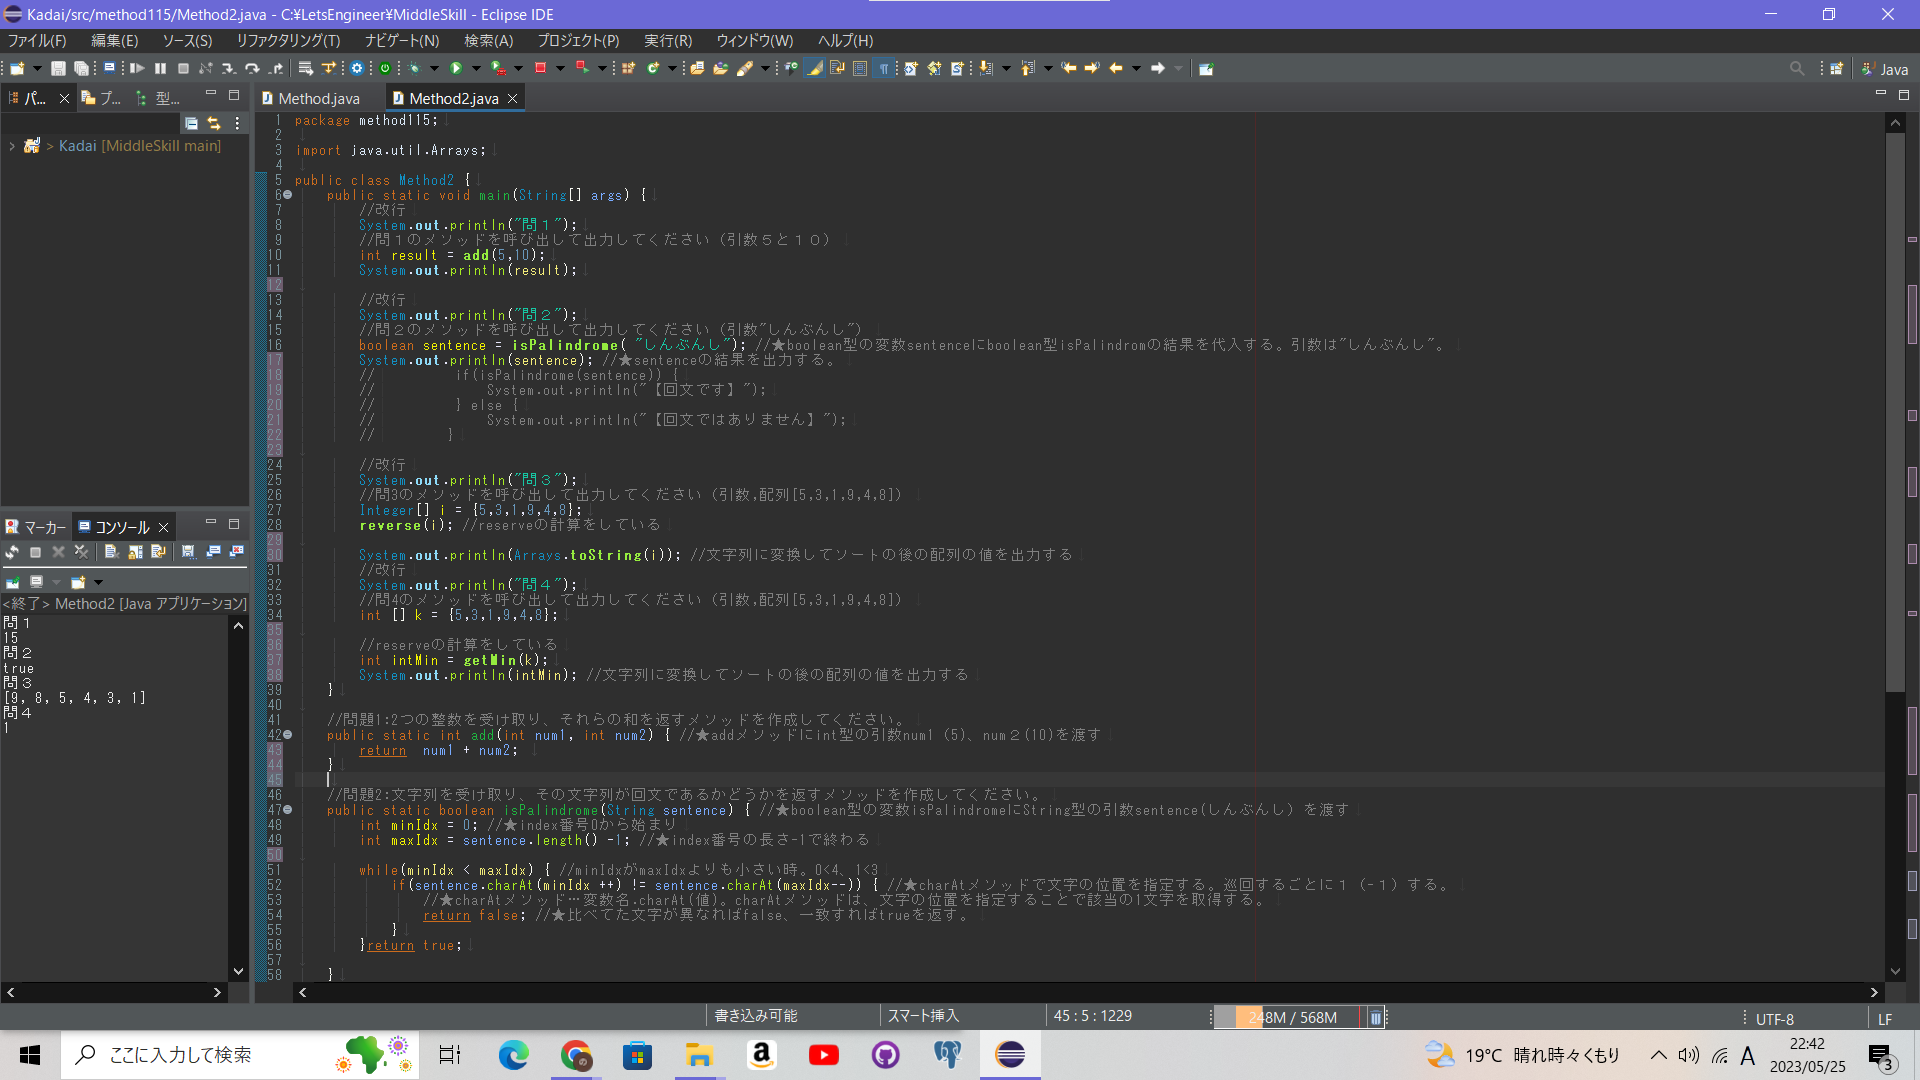 Kadai/src/method115/Method2.java - C:¥LetsEngineer¥MiddleSkill - Eclipse IDE
ファイル(F) 編集(E) ソース(S) リファクタリング(T) ナビゲート(N) 検索(A) プロジェクト(P) 実行(R) ウィンドウ(W) ヘルプ(H)
Java
パ...
プ...
型...
> Kadai [MiddleSkill main]
Method.java
Method2.java
1 package method115;
2
3 import java.util.Arrays;
4
5 public class Method2 {
6 public static void main(String[] args) {
7 //改行
8 System.out.println("問１");
9 //問１のメソッドを呼び出して出力してください（引数５と１０）
10 int result = add(5,10);
11 System.out.println(result);
12
13 //改行
14 System.out.println("問２");
15 //問２のメソッドを呼び出して出力してください（引数"しんぶんし"）
16 boolean sentence = isPalindrome( "しんぶんし"); //★boolean型の変数sentenceにboolean型isPalindromの結果を代入する。引数は"しんぶんし"。
17 System.out.println(sentence); //★sentenceの結果を出力する。
18 // if(isPalindrome(sentence)) {
19 // System.out.println("【回文です】");
20 // } else {
21 // System.out.println("【回文ではありません】");
22 // }
23
24 //改行
25 System.out.println("問３");
26 //問3のメソッドを呼び出して出力してください（引数,配列[5,3,1,9,4,8]）
27 Integer[] i = {5,3,1,9,4,8};
28 reverse(i); //reserveの計算をしている
29
30 System.out.println(Arrays.toString(i)); //文字列に変換してソートの後の配列の値を出力する
31 //改行
32 System.out.println("問４");
33 //問4のメソッドを呼び出して出力してください（引数,配列[5,3,1,9,4,8]）
34 int [] k = {5,3,1,9,4,8};
35
36 //reserveの計算をしている
37 int intMin = getMin(k);
38 System.out.println(intMin); //文字列に変換してソートの後の配列の値を出力する
39 }
40
41 //問題1:2つの整数を受け取り、それらの和を返すメソッドを作成してください。
42 public static int add(int num1, int num2) { //★addメソッドにint型の引数num1（5)、num２(10)を渡す
43 return num1 + num2;
44 }
45
46 //問題2:文字列を受け取り、その文字列が回文であるかどうかを返すメソッドを作成してください。
47 public static boolean isPalindrome(String sentence) { //★boolean型の変数isPalindromeにString型の引数sentence(しんぶんし）を渡す
48 int minIdx = 0; //★index番号0から始まり
49 int maxIdx = sentence.length() -1; //★index番号の長さ-1で終わる
50
51 while(minIdx < maxIdx) { //minIdxがmaxIdxよりも小さい時。0<4、1<3
52 if(sentence.charAt(minIdx ++) != sentence.charAt(maxIdx--)) { //★charAtメソッドで文字の位置を指定する。巡回するごとに１（-１）する。
53 //★charAtメソッド…変数名.charAt(値)。charAtメソッドは、文字の位置を指定することで該当の1文字を取得する。
54 return false; //★比べてた文字が異なればfalse、一致すればtrueを返す。
55 }
56 }return true;
57
58 }
マーカー
コンソール
<終了> Method2 [Java アプリケーション]
問１
15
問２
true
問３
[9, 8, 5, 4, 3, 1]
問４
1
書き込み可能
スマート挿入
45 : 5 : 1229
248M / 568M
UTF-8
LF
ここに入力して検索
19°C 晴れ時々くもり
A
22:42
2023/05/25
3